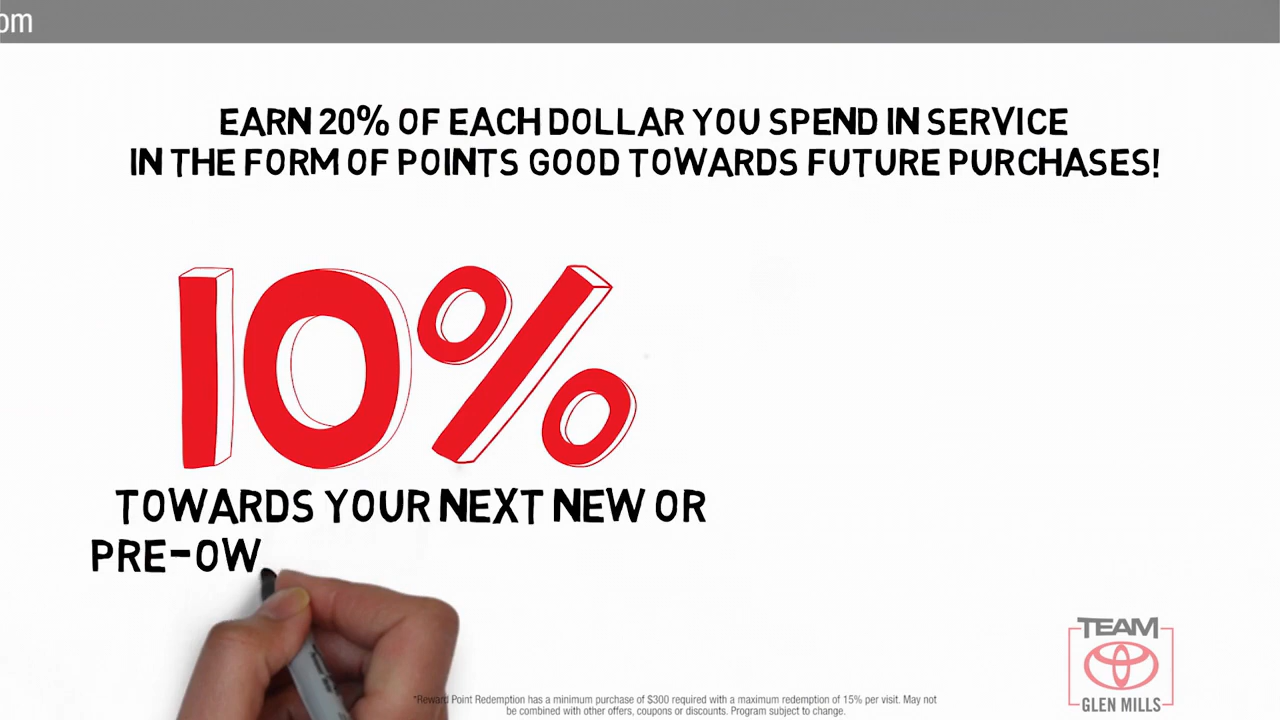 om
EARN 20% OF EACH DOLLAR YOU SPEND IN SERVICE
IN THE FORM OF POINTS GOOD TOWARDS FUTURE PURCHASES!
10%
TOWARDS YOUR NEXT NEW OR
PRE-OW
TEAM
GLEN MILLS
*Reward Point Redemption has a minimum purchase of $300 required with a maximum redemption of 15% per visit. May not
be combined with other offers, coupons or discounts. Program subject to change.